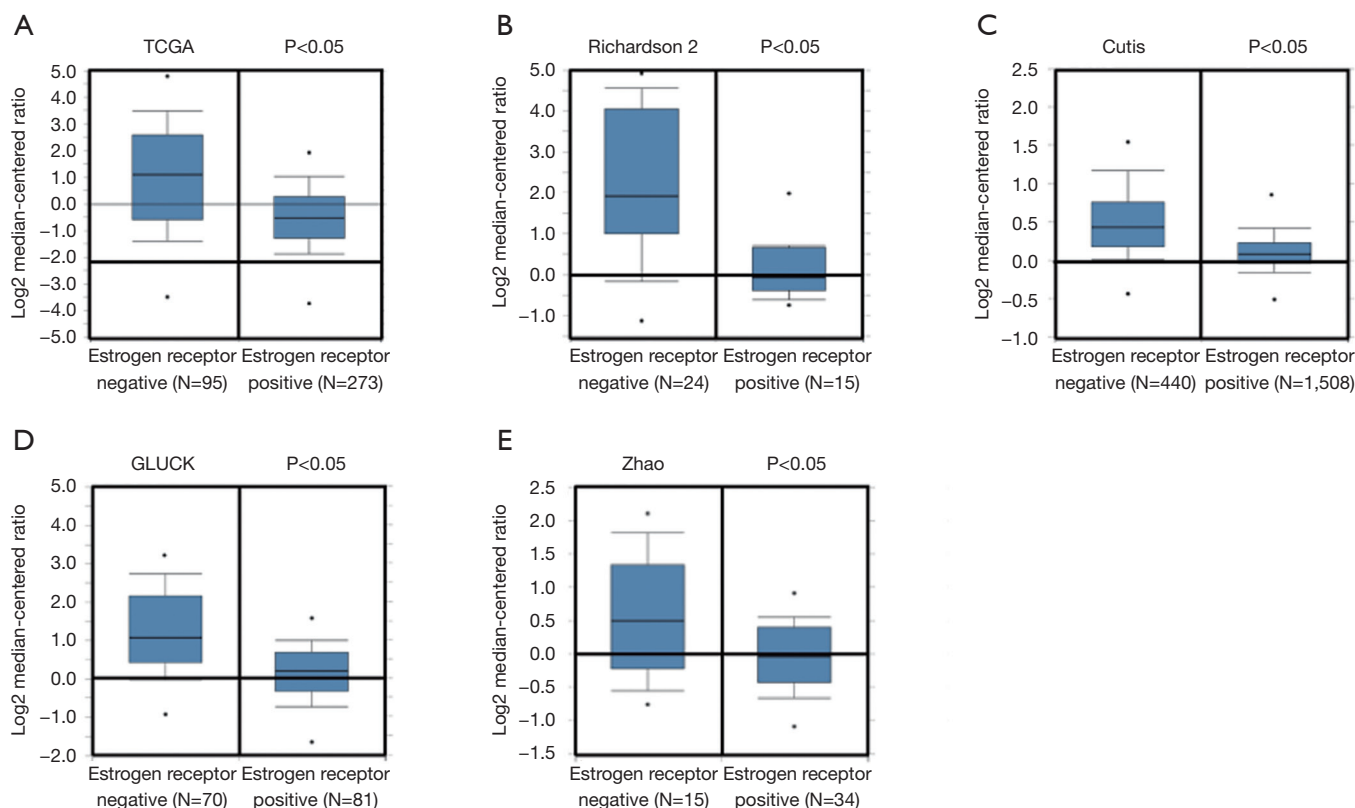 A
TCGA P<0.05
Log2 median-centered ratio
5.0
4.0
3.0
2.0
1.0
0.0
−1.0
−2.0
−3.0
−4.0
−5.0
Estrogen receptor Estrogen receptor
negative (N=95) positive (N=273)
B
Richardson 2 P<0.05
Log2 median-centered ratio
5.0
4.0
3.0
2.0
1.0
0.0
−1.0
Estrogen receptor Estrogen receptor
negative (N=24) positive (N=15)
C
Cutis P<0.05
Log2 median-centered ratio
2.5
2.0
1.5
1.0
0.5
0.0
−0.5
−1.0
Estrogen receptor Estrogen receptor
negative (N=440) positive (N=1,508)
D
GLUCK P<0.05
Log2 median-centered ratio
5.0
4.0
3.0
2.0
1.0
0.0
−1.0
−2.0
Estrogen receptor Estrogen receptor
negative (N=70) positive (N=81)
E
Zhao P<0.05
Log2 median-centered ratio
2.5
2.0
1.5
1.0
0.5
0.0
−0.5
−1.0
−1.5
Estrogen receptor Estrogen receptor
negative (N=15) positive (N=34)